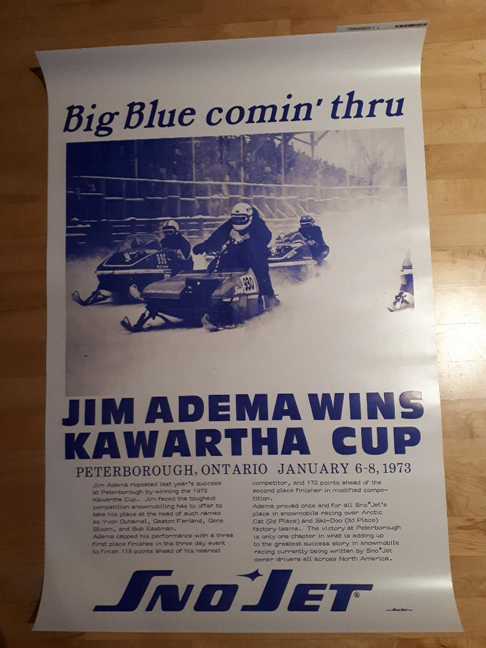 Big Blue comin' thru
JIM ADEMA WINS
KAWARTHA CUP
PETERBOROUGH, ONTARIO JANUARY 6-8, 1973
Jim Adema repeated last year's success
at Peterborough by winning the 1973
Kawartha Cup. Jim faced the toughest
competition snowmobiling has to offer to
take his place at the head of such names
as Yvon Duhamel, Gaston Ferland, Gene
Bloom, and Bob Eastman.
Adema capped his performance with a three
first place finishes in the three day event
to finish 118 points ahead of his nearest
competitor, and 172 points ahead of the
second place finisher in modified compe-
tition.
Adema proved once and for all Sno*Jet's
place in snowmobile racing over Arctic
Cat (2d Place) and Ski-Doo (3d Place)
factory teams. The victory at Peterborough
is only one chapter in what is adding up
to the greatest success story in snowmobile
racing currently being written by Sno*Jet
owner drivers all across North America.
SNO JET®